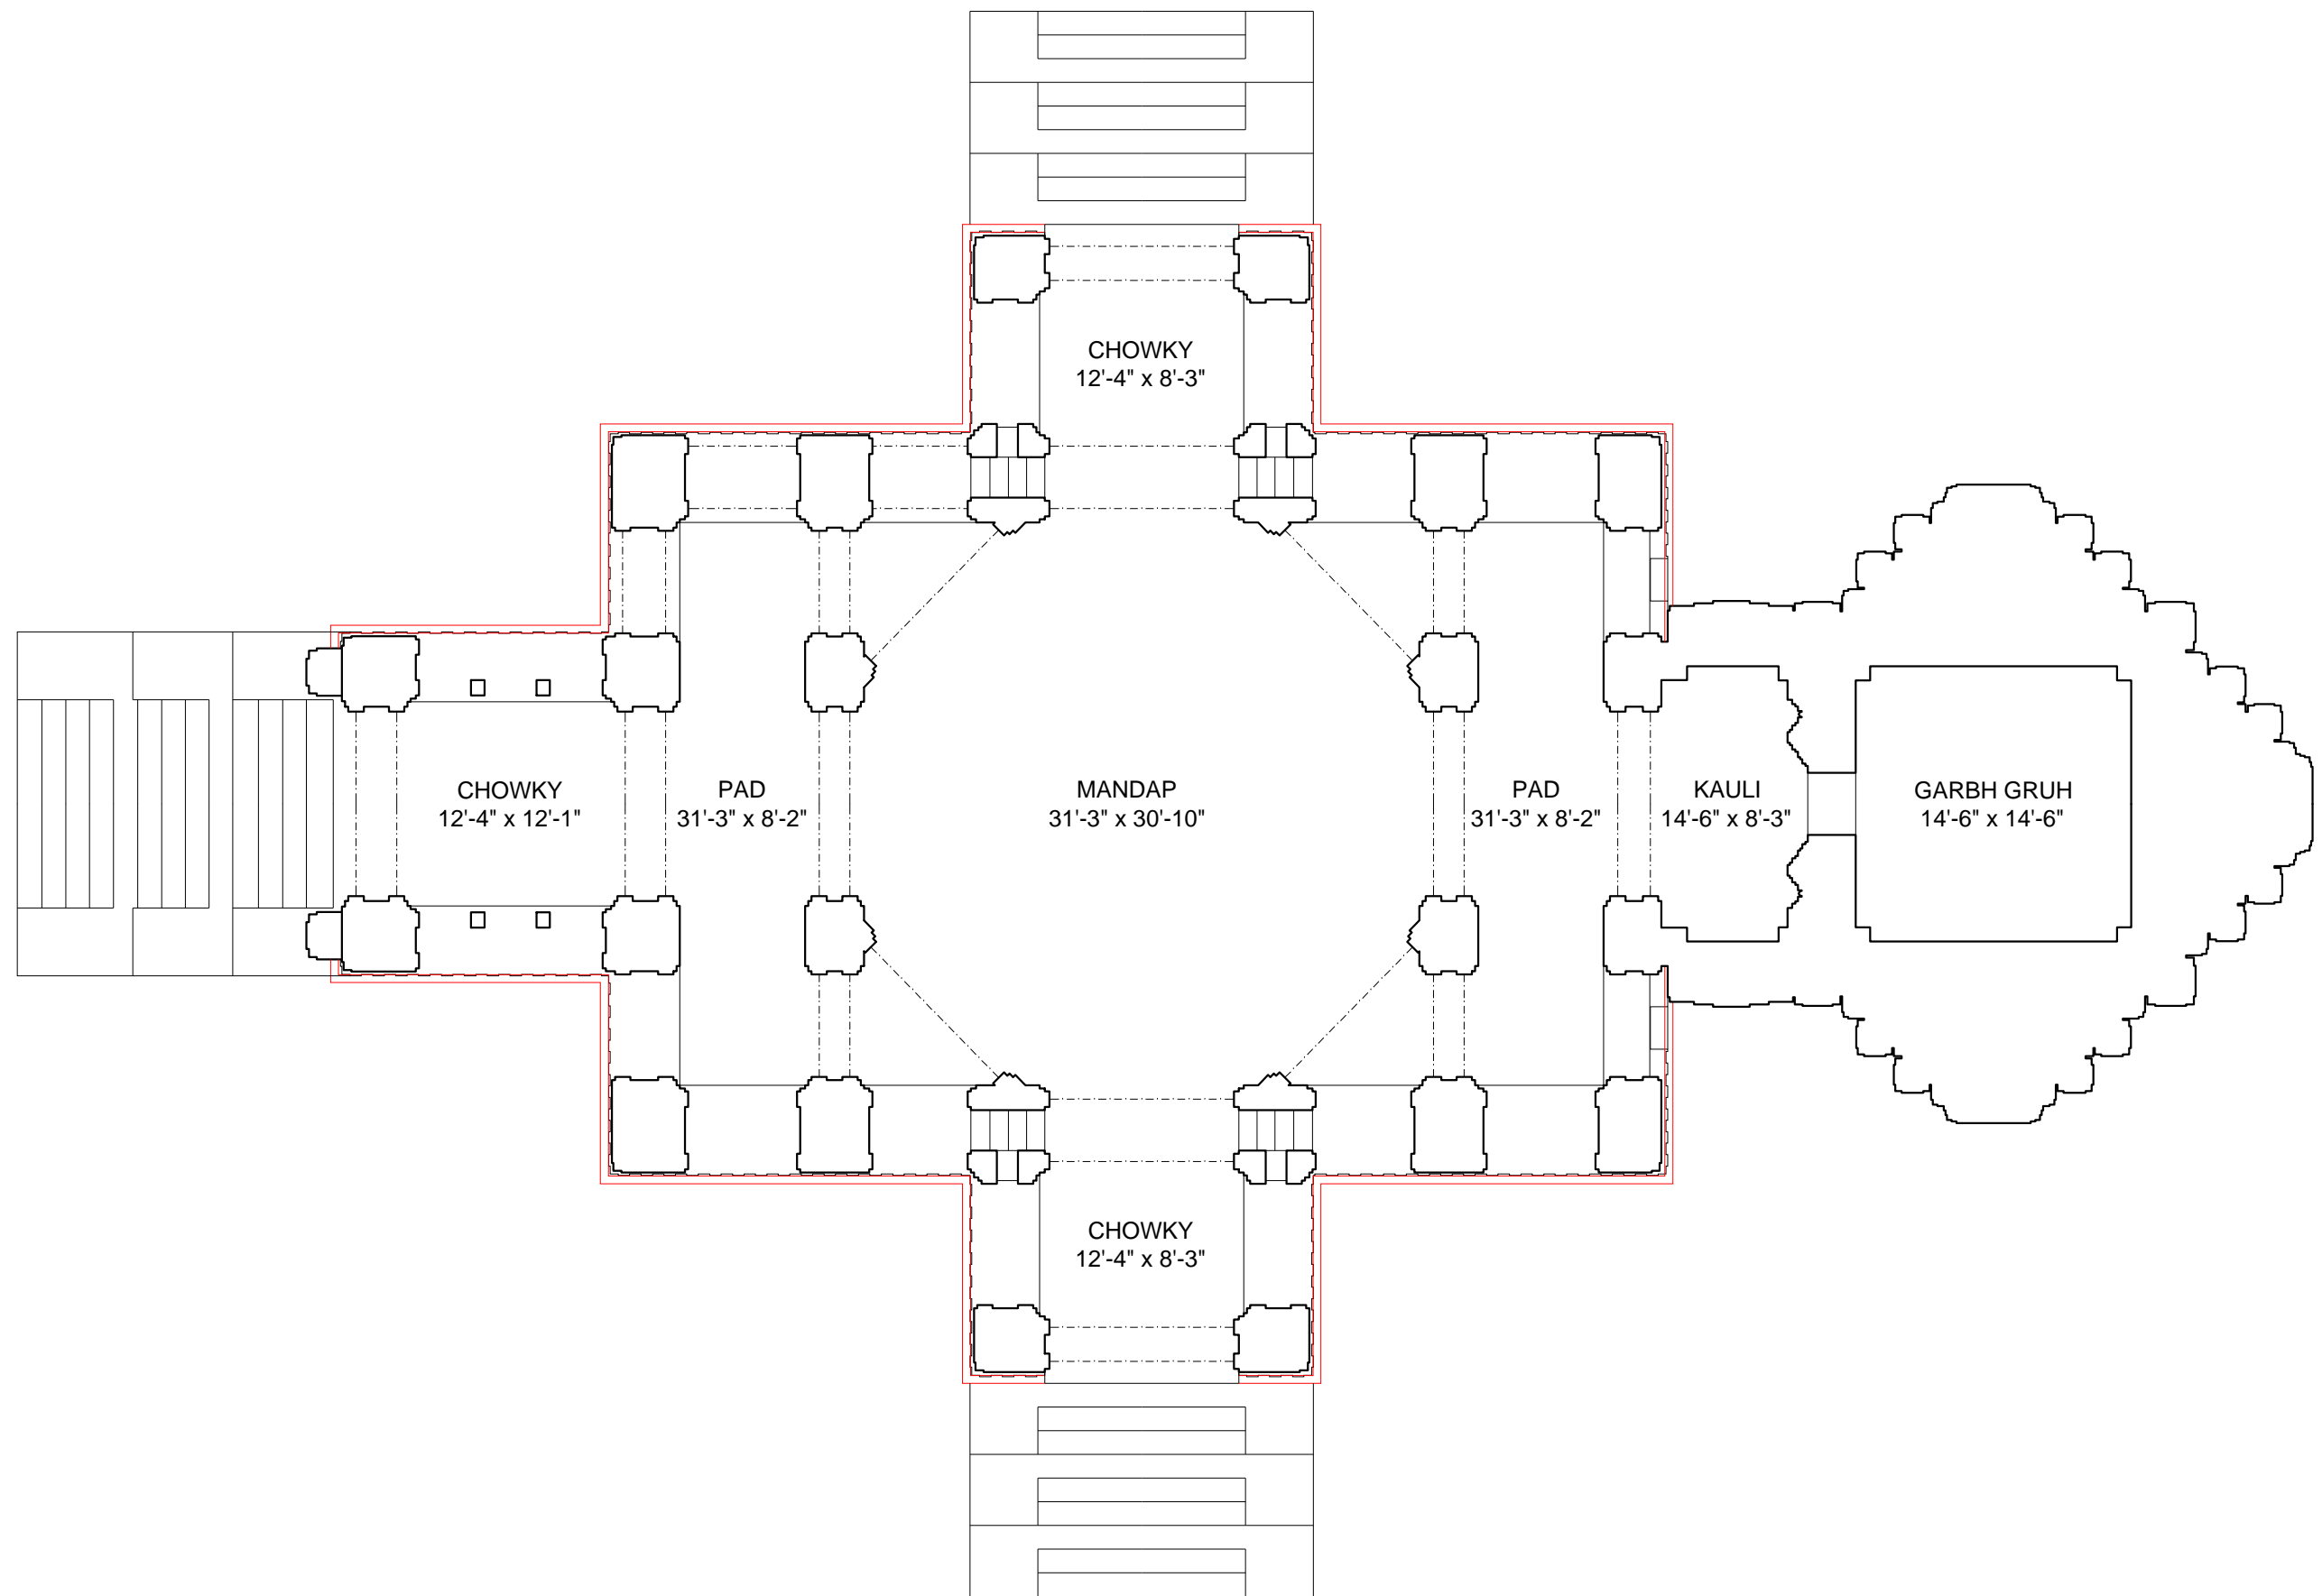 CHOWKY
12'-4" x 8'-3"
CHOWKY
12'-4" x 12'-1"
PAD
31'-3" x 8'-2"
MANDAP
31'-3" x 30'-10"
PAD
31'-3" x 8'-2"
KAULI
14'-6" x 8'-3"
GARBH GRUH
14'-6" x 14'-6"
CHOWKY
12'-4" x 8'-3"